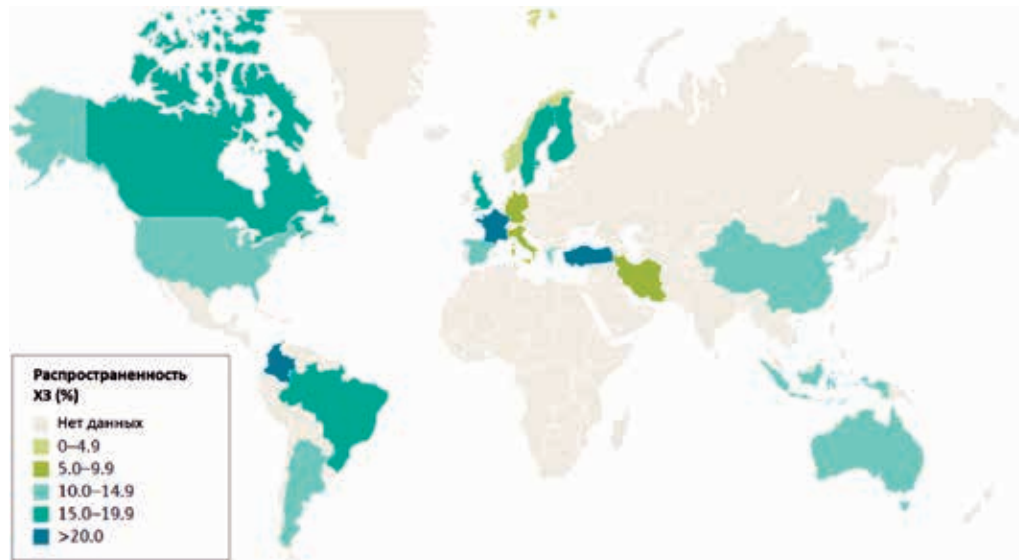 Распространенность
ХЗ (%)
Нет данных
0–4.9
5.0–9.9
10.0–14.9
15.0–19.9
>20.0